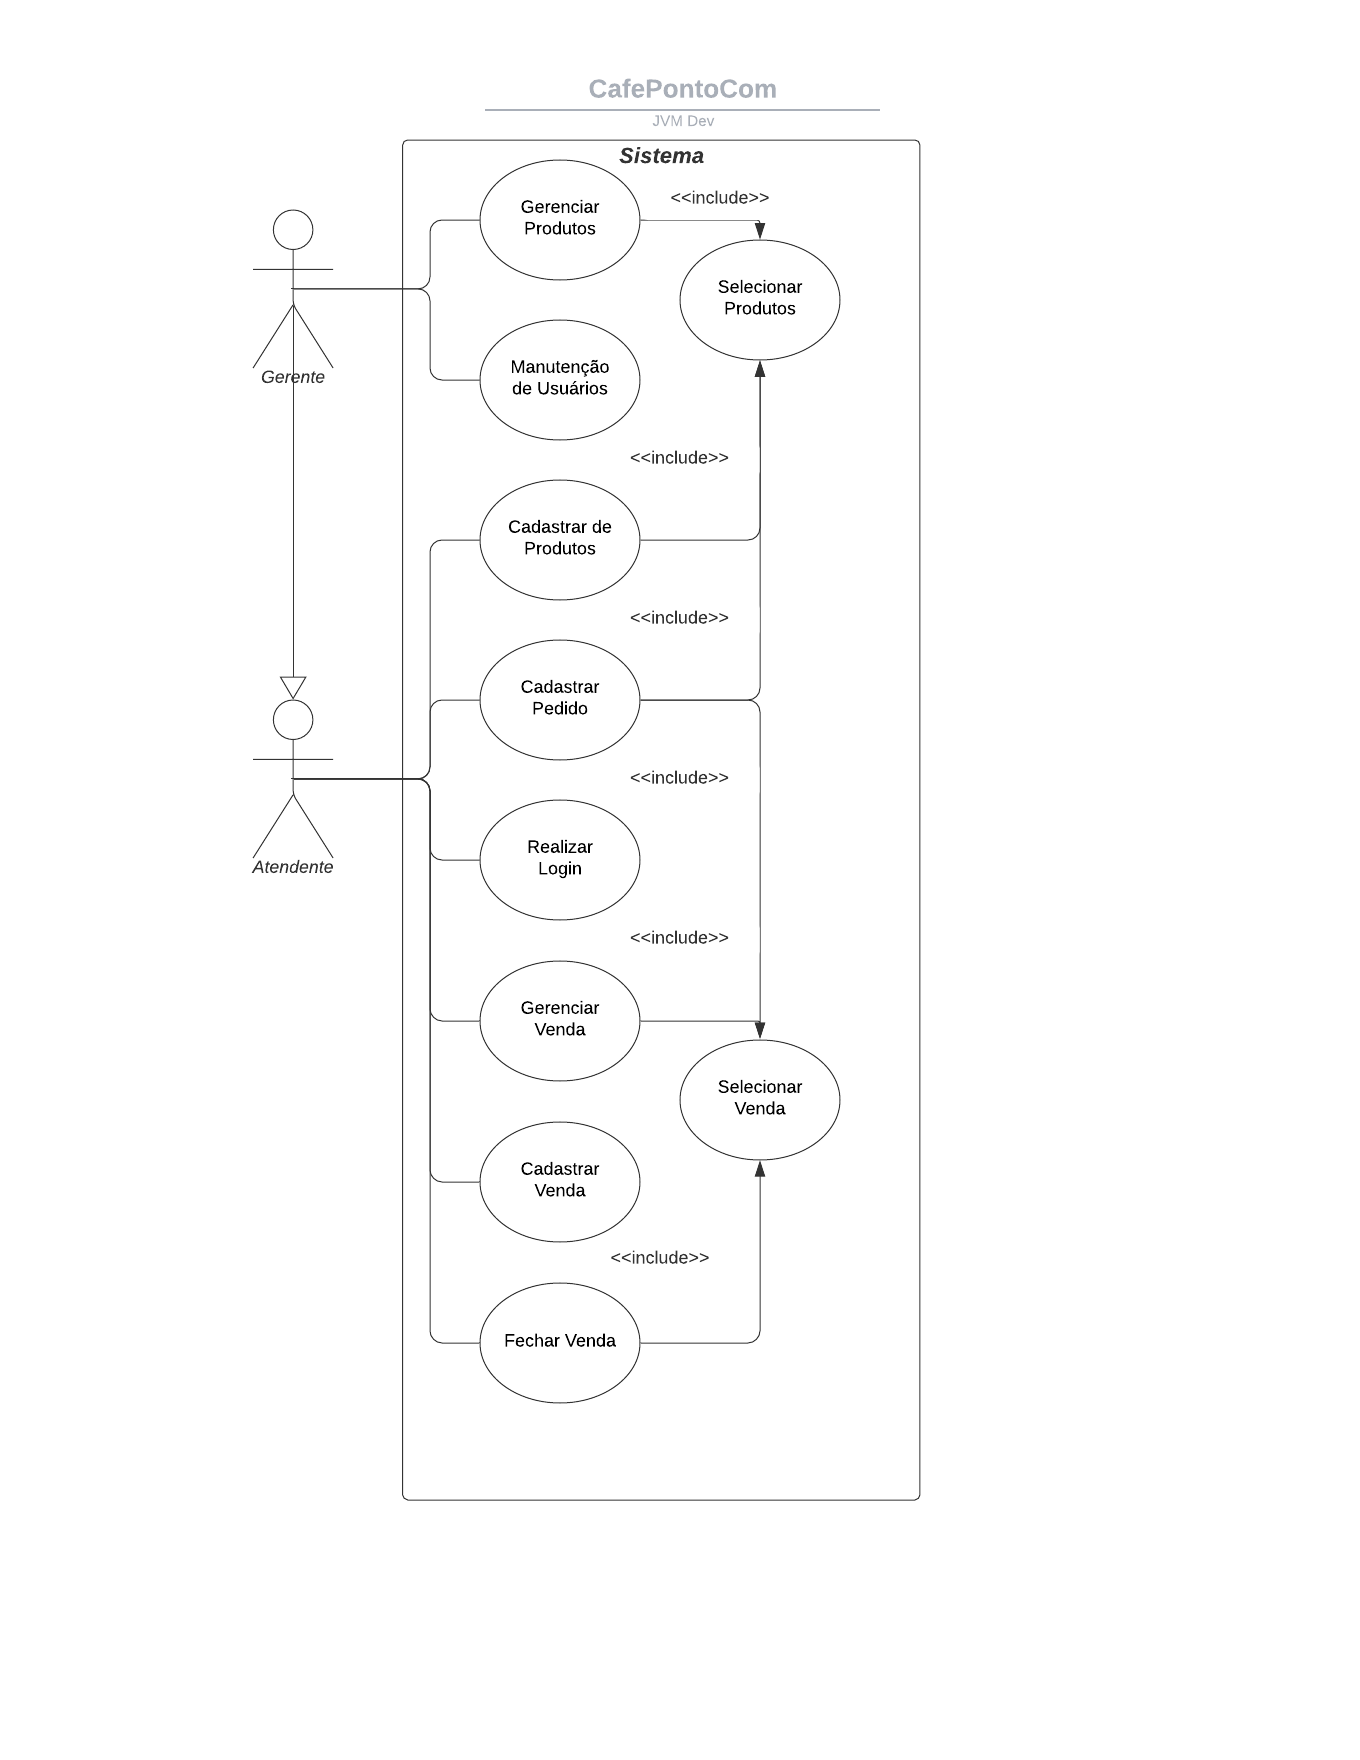 CafePontoCom
JVM Dev
Sistema
<<include>>
Gerenciar
Produtos
Selecionar
Produtos
Gerente
Manutenção
de Usuários
<<include>>
Cadastrar de
Produtos
<<include>>
Cadastrar
Pedido
<<include>>
Atendente
Realizar
Login
<<include>>
Gerenciar
Venda
Selecionar
Venda
Cadastrar
Venda
<<include>>
Fechar Venda